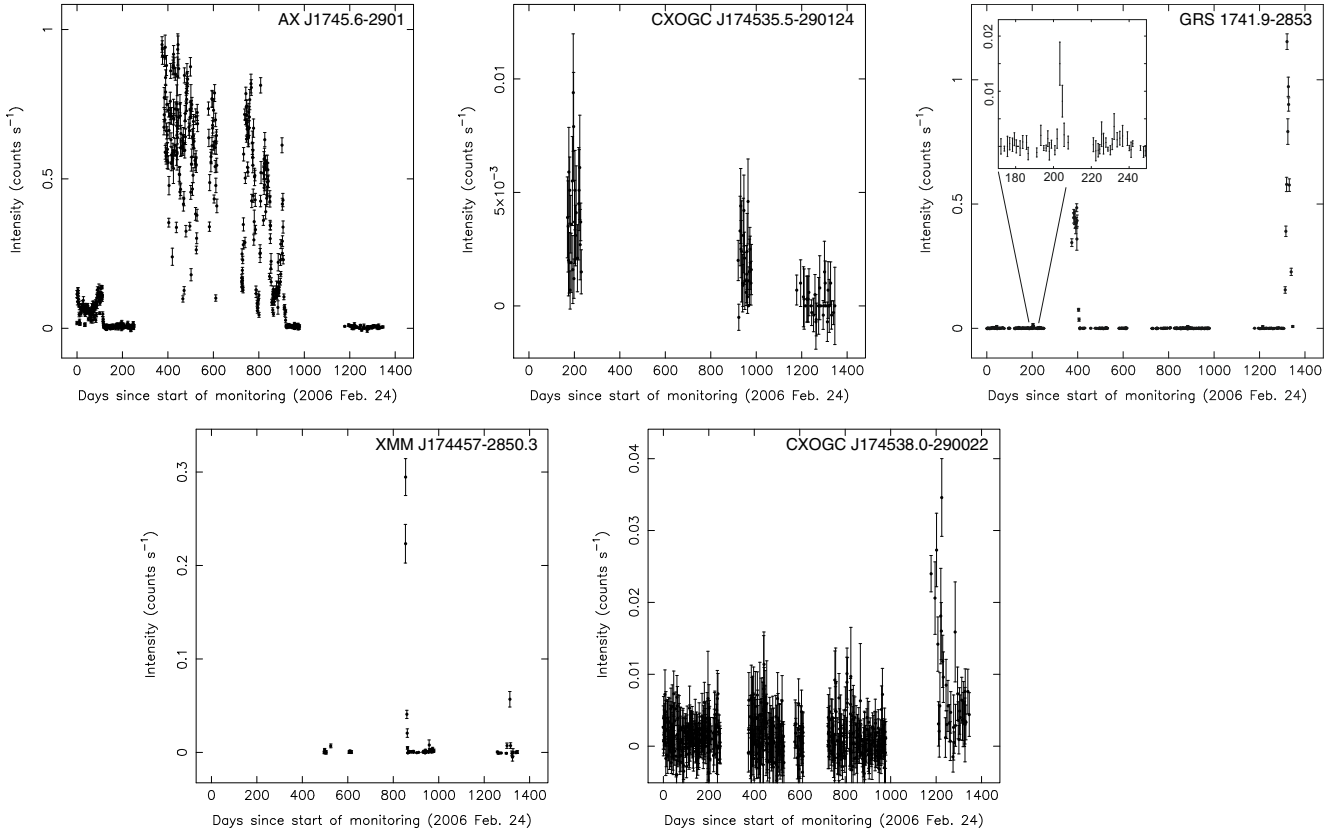 AX J1745.6-2901
Intensity (counts s−1)
1
0.5
0
0 200 400 600 800 1000 1200 1400
Days since start of monitoring (2006 Feb. 24)
CXOGC J174535.5-290124
Intensity (counts s−1)
0.01
5×10−3
0
0 200 400 600 800 1000 1200 1400
Days since start of monitoring (2006 Feb. 24)
GRS 1741.9-2853
Intensity (counts s−1)
1
0.5
0
0.02
0.01
180 200 220 240
0 200 400 600 800 1000 1200 1400
Days since start of monitoring (2006 Feb. 24)
XMM J174457-2850.3
Intensity (counts s−1)
0.3
0.2
0.1
0
0 200 400 600 800 1000 1200 1400
Days since start of monitoring (2006 Feb. 24)
CXOGC J174538.0-290022
Intensity (counts s−1)
0.04
0.03
0.02
0.01
0
0 200 400 600 800 1000 1200 1400
Days since start of monitoring (2006 Feb. 24)